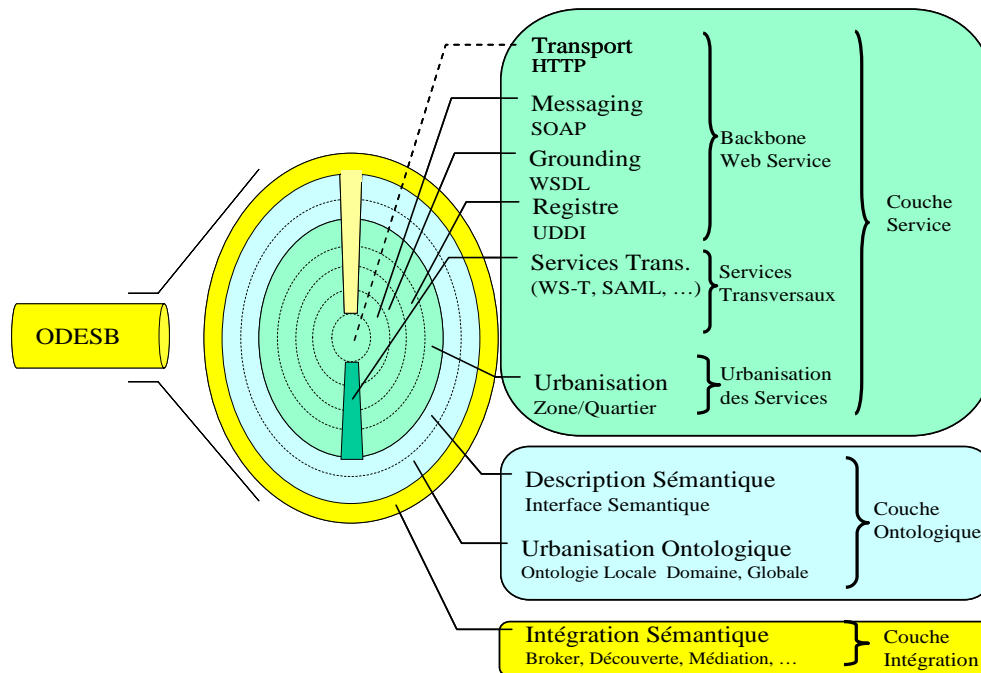 Transport
HTTP
Messaging
SOAP
Grounding
WSDL
Registre
UDDI
Backbone
Web Service
Services Trans.
(WS-T, SAML, …)
Services
Transversaux
Urbanisation
Zone/Quartier
Urbanisation
des Services
Couche
Service
ODESB
Description Sémantique
Interface Semantique
Urbanisation Ontologique
Ontologie Locale Domaine, Globale
Couche
Ontologique
Intégration Sémantique
Broker, Découverte, Médiation, …
Couche
Intégration